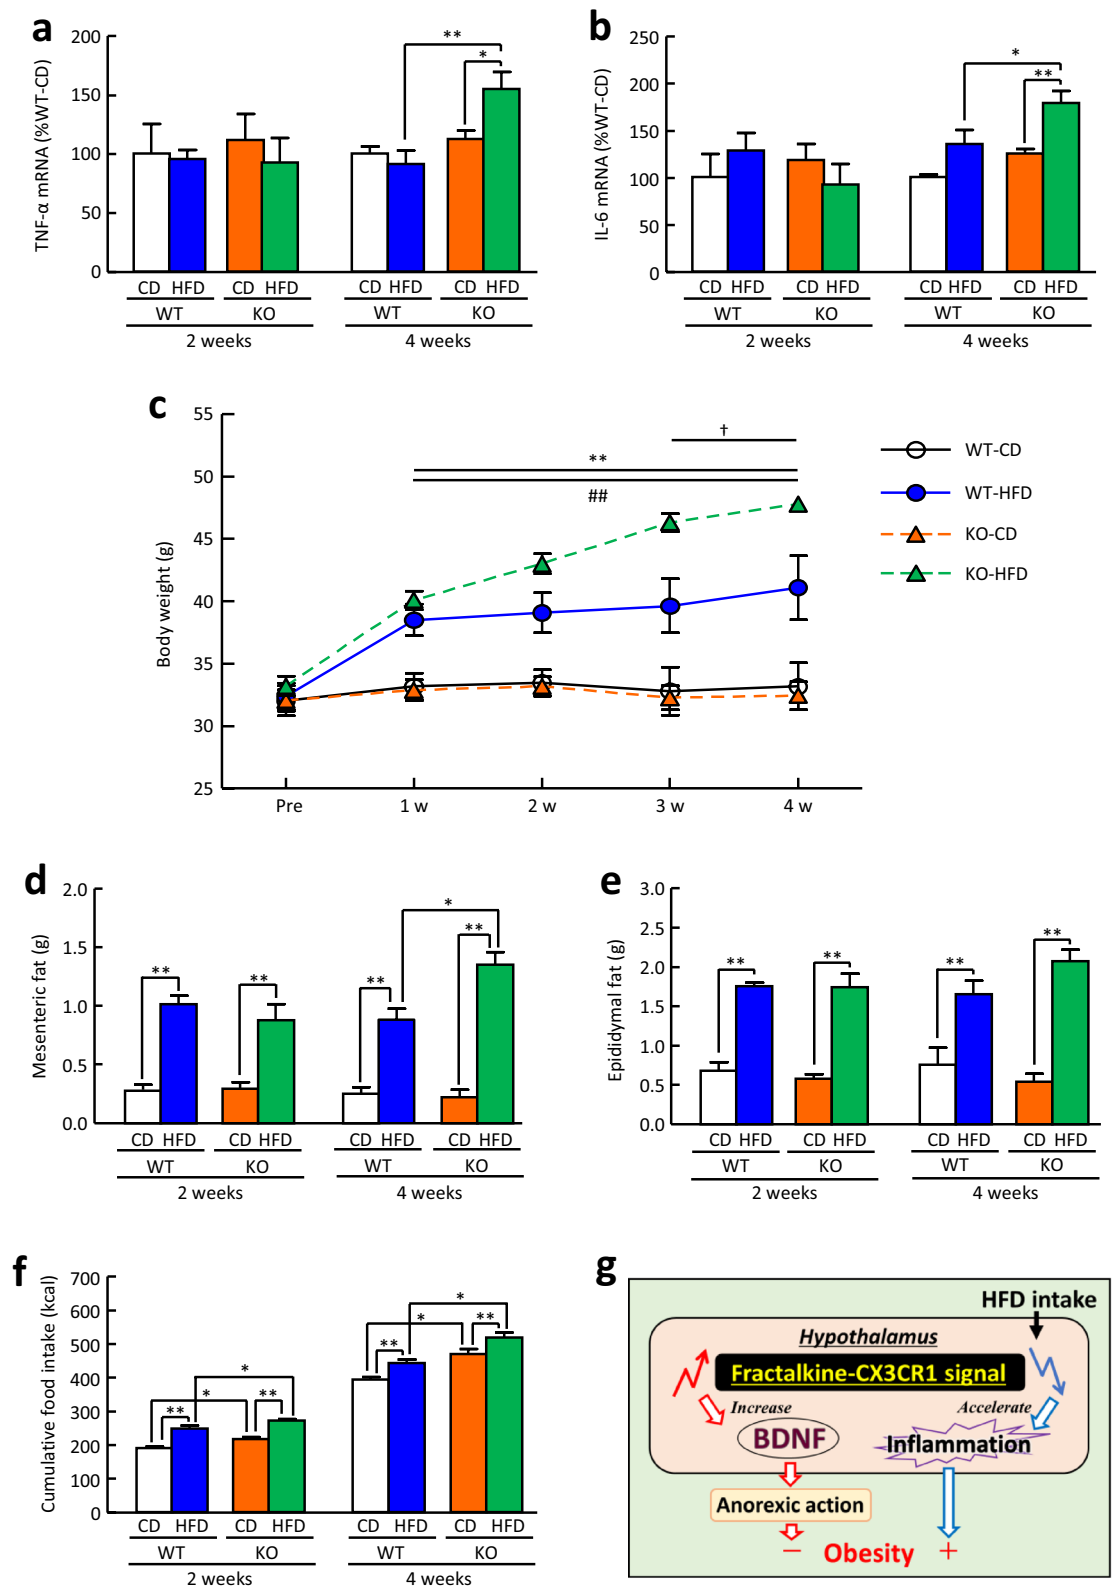 a
TNF-α mRNA (%WT-CD)
200
150
100
50
0
**
*
CD HFD CD HFD CD HFD CD HFD
WT KO WT KO
2 weeks 4 weeks
b
IL-6 mRNA (%WT-CD)
250
200
150
100
50
0
*
**
CD HFD CD HFD CD HFD CD HFD
WT KO WT KO
2 weeks 4 weeks
c
Body weight (g)
55
50
45
40
35
30
25
†
**
##
Pre 1 w 2 w 3 w 4 w
WT-CD
WT-HFD
KO-CD
KO-HFD
d
Mesenteric fat (g)
2.0
1.5
1.0
0.5
0.0
*
**
** ** **
CD HFD CD HFD CD HFD CD HFD
WT KO WT KO
2 weeks 4 weeks
e
Epididymal fat (g)
3.0
2.5
2.0
1.5
1.0
0.5
0.0
**
** ** **
CD HFD CD HFD CD HFD CD HFD
WT KO WT KO
2 weeks 4 weeks
f
Cumulative food intake (kcal)
700
600
500
400
300
200
100
0
*
* **
**
*
* **
**
CD HFD CD HFD CD HFD CD HFD
WT KO WT KO
2 weeks 4 weeks
g
HFD intake
Hypothalamus
Fractalkine-CX3CR1 signal
Increase Accelerate
BDNF Inflammation
Anorexic action
− Obesity +